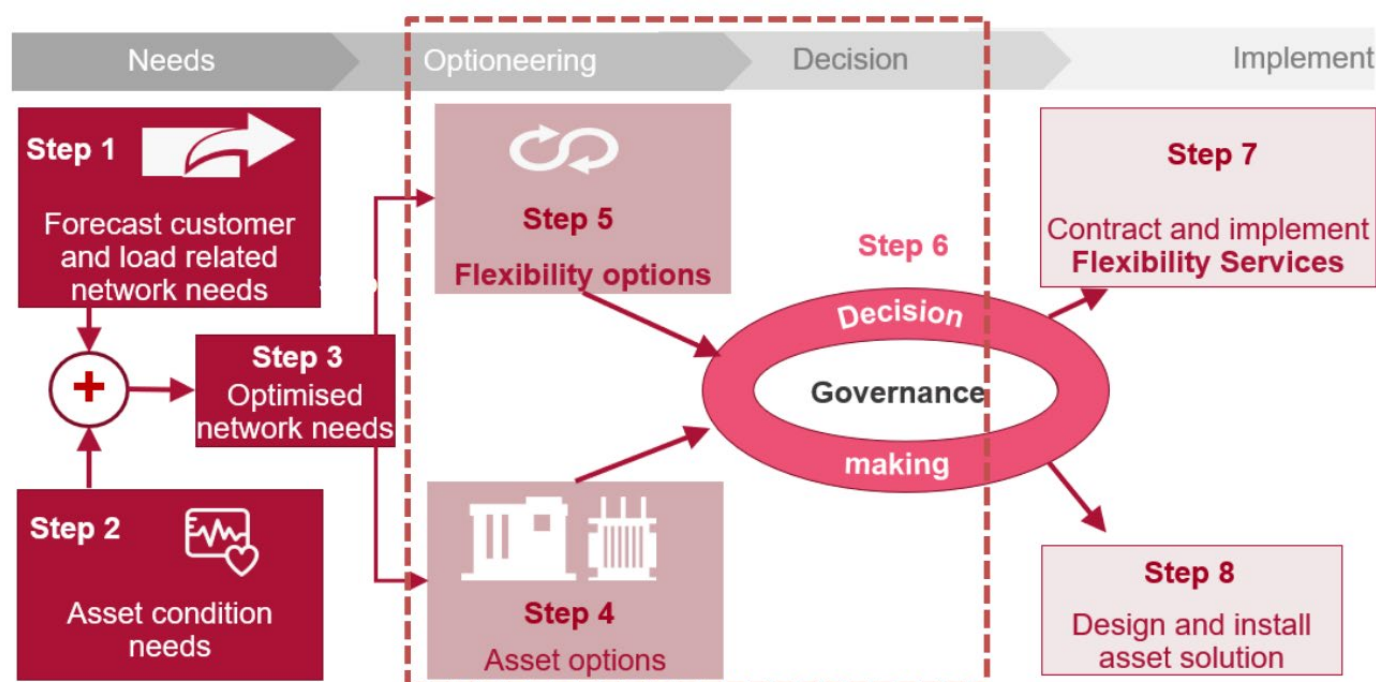 Needs
Optioneering
Decision
Implement
Step 1
Forecast customer
and load related
network needs
+
Step 2
Asset condition
needs
Step 3
Optimised
network needs
Step 5
Flexibility options
Step 4
Asset options
Step 6
Decision
Governance
making
Step 7
Contract and implement
Flexibility Services
Step 8
Design and install
asset solution